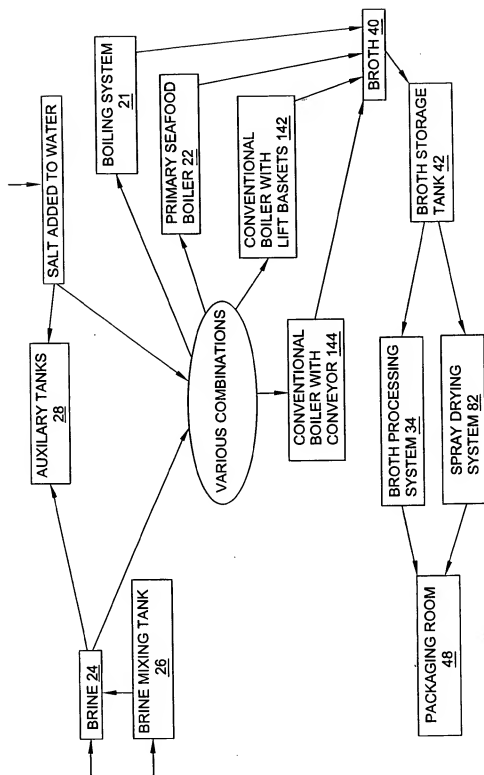 SALT ADDED TO WATER
AUXILARY TANKS
28
BRINE 24
BRINE MIXING TANK
26
BOILING SYSTEM
21
PRIMARY SEAFOOD
BOILER 22
CONVENTIONAL
BOILER WITH
LIFT BASKETS 142
VARIOUS COMBINATIONS
CONVENTIONAL
BOILER WITH
CONVEYOR 144
BROTH 40
BROTH STORAGE
TANK 42
BROTH PROCESSING
SYSTEM 34
SPRAY DRYING
SYSTEM 82
PACKAGING ROOM
48